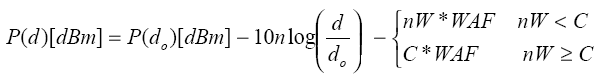 P(d)[dBm] = P(d_o)[dBm] − 10n log(d/d_o) − { nW * WAF nW < C
C * WAF nW ≥ C